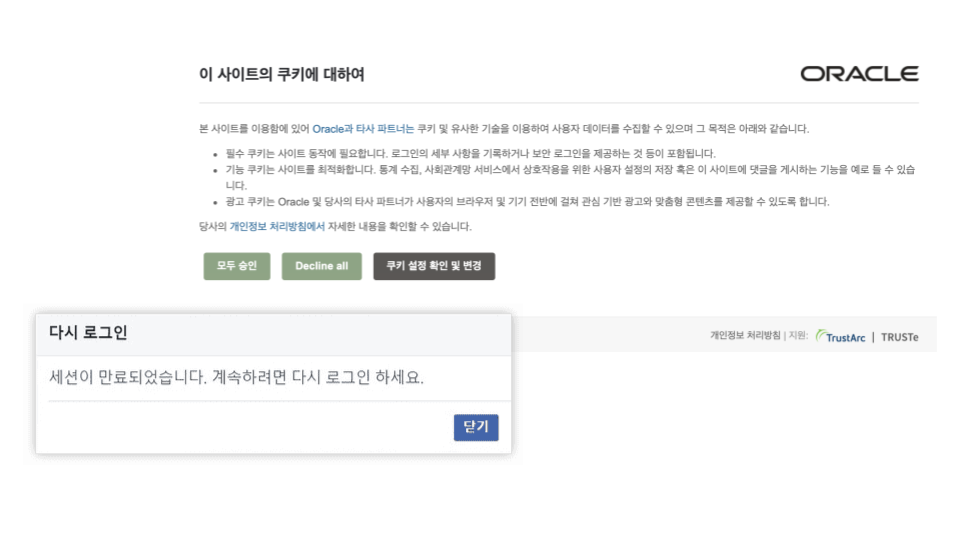 이 사이트의 쿠키에 대하여
ORACLE
본 사이트를 이용함에 있어 Oracle과 타사 파트너는 쿠키 및 유사한 기술을 이용하여 사용자 데이터를 수집할 수 있으며 그 목적은 아래와 같습니다.
• 필수 쿠키는 사이트 동작에 필요합니다. 로그인의 세부 사항을 기록하거나 보안 로그인을 제공하는 것 등이 포함됩니다.
• 기능 쿠키는 사이트를 최적화합니다. 통계 수집, 사회관계망 서비스에서 상호작용을 위한 사용자 설정의 저장 혹은 이 사이트에 댓글을 게시하는 기능을 예로 들 수 있습
니다.
• 광고 쿠키는 Oracle 및 당사의 타사 파트너가 사용자의 브라우저 및 기기 전반에 걸쳐 관심 기반 광고와 맞춤형 콘텐츠를 제공할 수 있도록 합니다.
당사의 개인정보 처리방침에서 자세한 내용을 확인할 수 있습니다.
모두 승인
Decline all
쿠키 설정 확인 및 변경
개인정보 처리방침 | 지원: TrustArc | TRUSTe
다시 로그인
세션이 만료되었습니다. 계속하려면 다시 로그인 하세요.
닫기